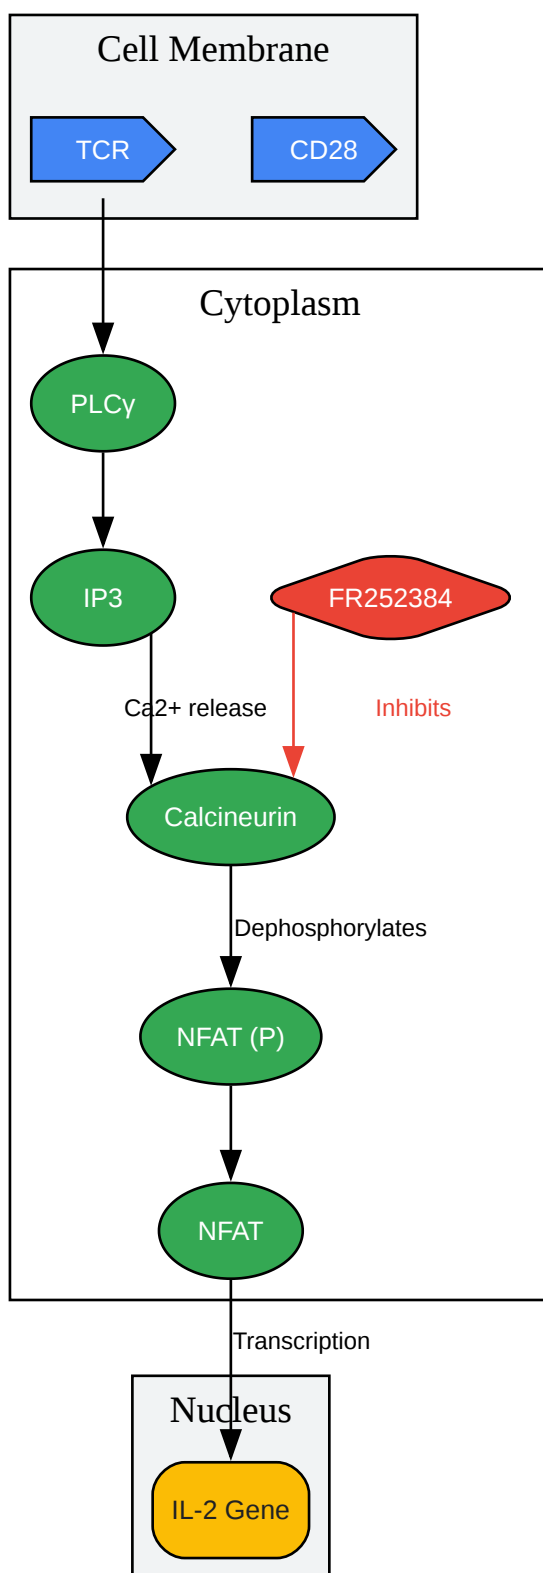 Cell Membrane
TCR
CD28
Cytoplasm
PLCγ
IP3
FR252384
Ca2+ release
Inhibits
Calcineurin
Dephosphorylates
NFAT (P)
NFAT
Transcription
Nucleus
IL-2 Gene